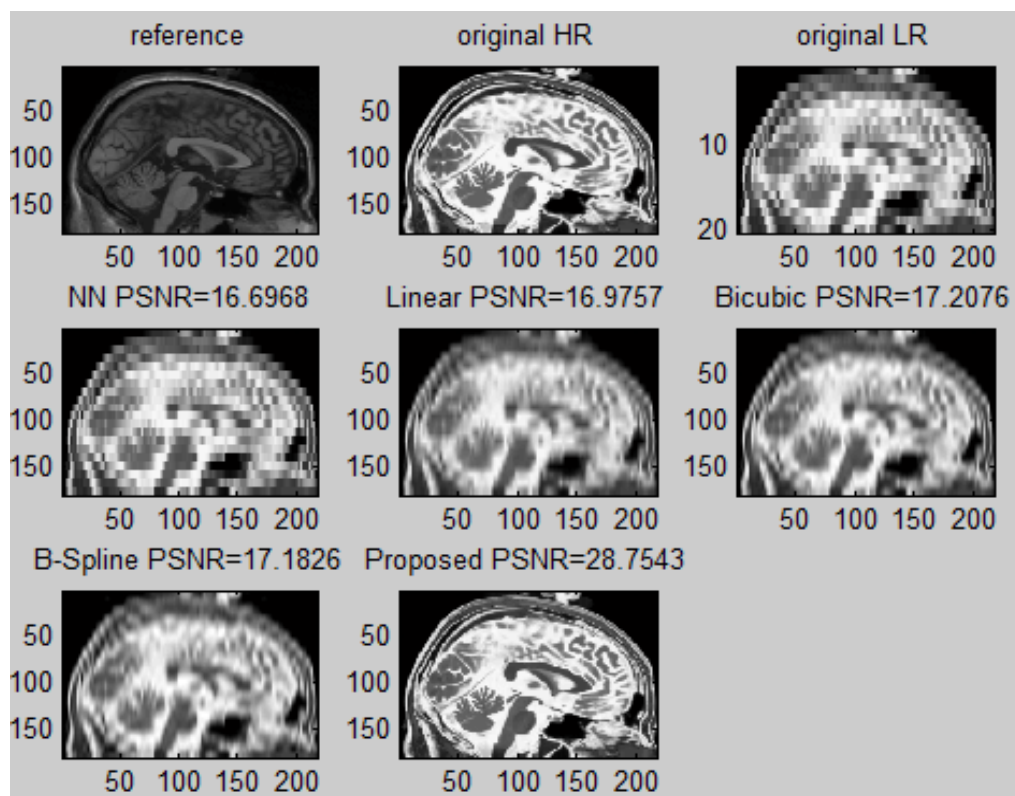 reference original HR original LR
50 50
10
100 100
150 150
20
50 100 150 200 50 100 150 200 50 100 150 200
NN PSNR=16.6968 Linear PSNR=16.9757 Bicubic PSNR=17.2076
50 50 50
100 100 100
150 150 150
50 100 150 200 50 100 150 200 50 100 150 200
B-Spline PSNR=17.1826 Proposed PSNR=28.7543
50 50
100 100
150 150
50 100 150 200 50 100 150 200